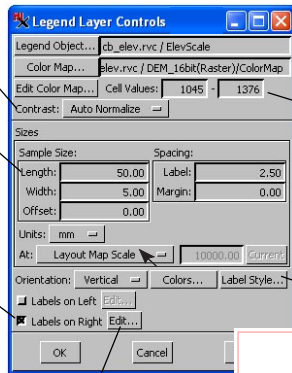 Legend Layer Controls
Legend Object... cb_elev.rvc / ElevScale
Color Map... elev.rvc / DEM_16bit(Raster)/ColorMap
Edit Color Map... Cell Values: 1045 - 1376
Contrast: Auto Normalize
Sizes
Sample Size: Spacing:
Length: 50.00 Label: 2.50
Width: 5.00 Margin: 0.00
Offset: 0.00
Units: mm
At: Layout Map Scale 10000.00 Current
Orientation: Vertical Colors... Label Style...
Labels on Left Edit...
Labels on Right Edit...
OK Cancel